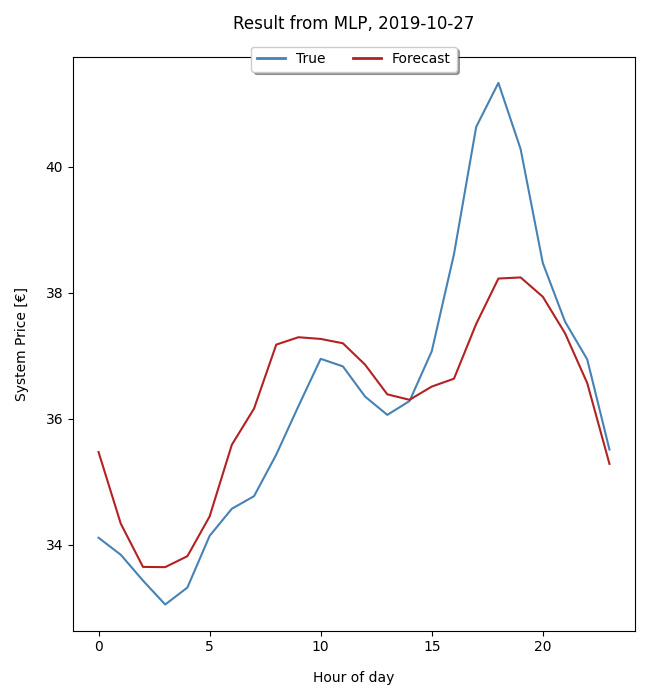 Result from MLP, 2019-10-27
True Forecast
System Price [€]
40
38
36
34
0 5 10 15 20
Hour of day